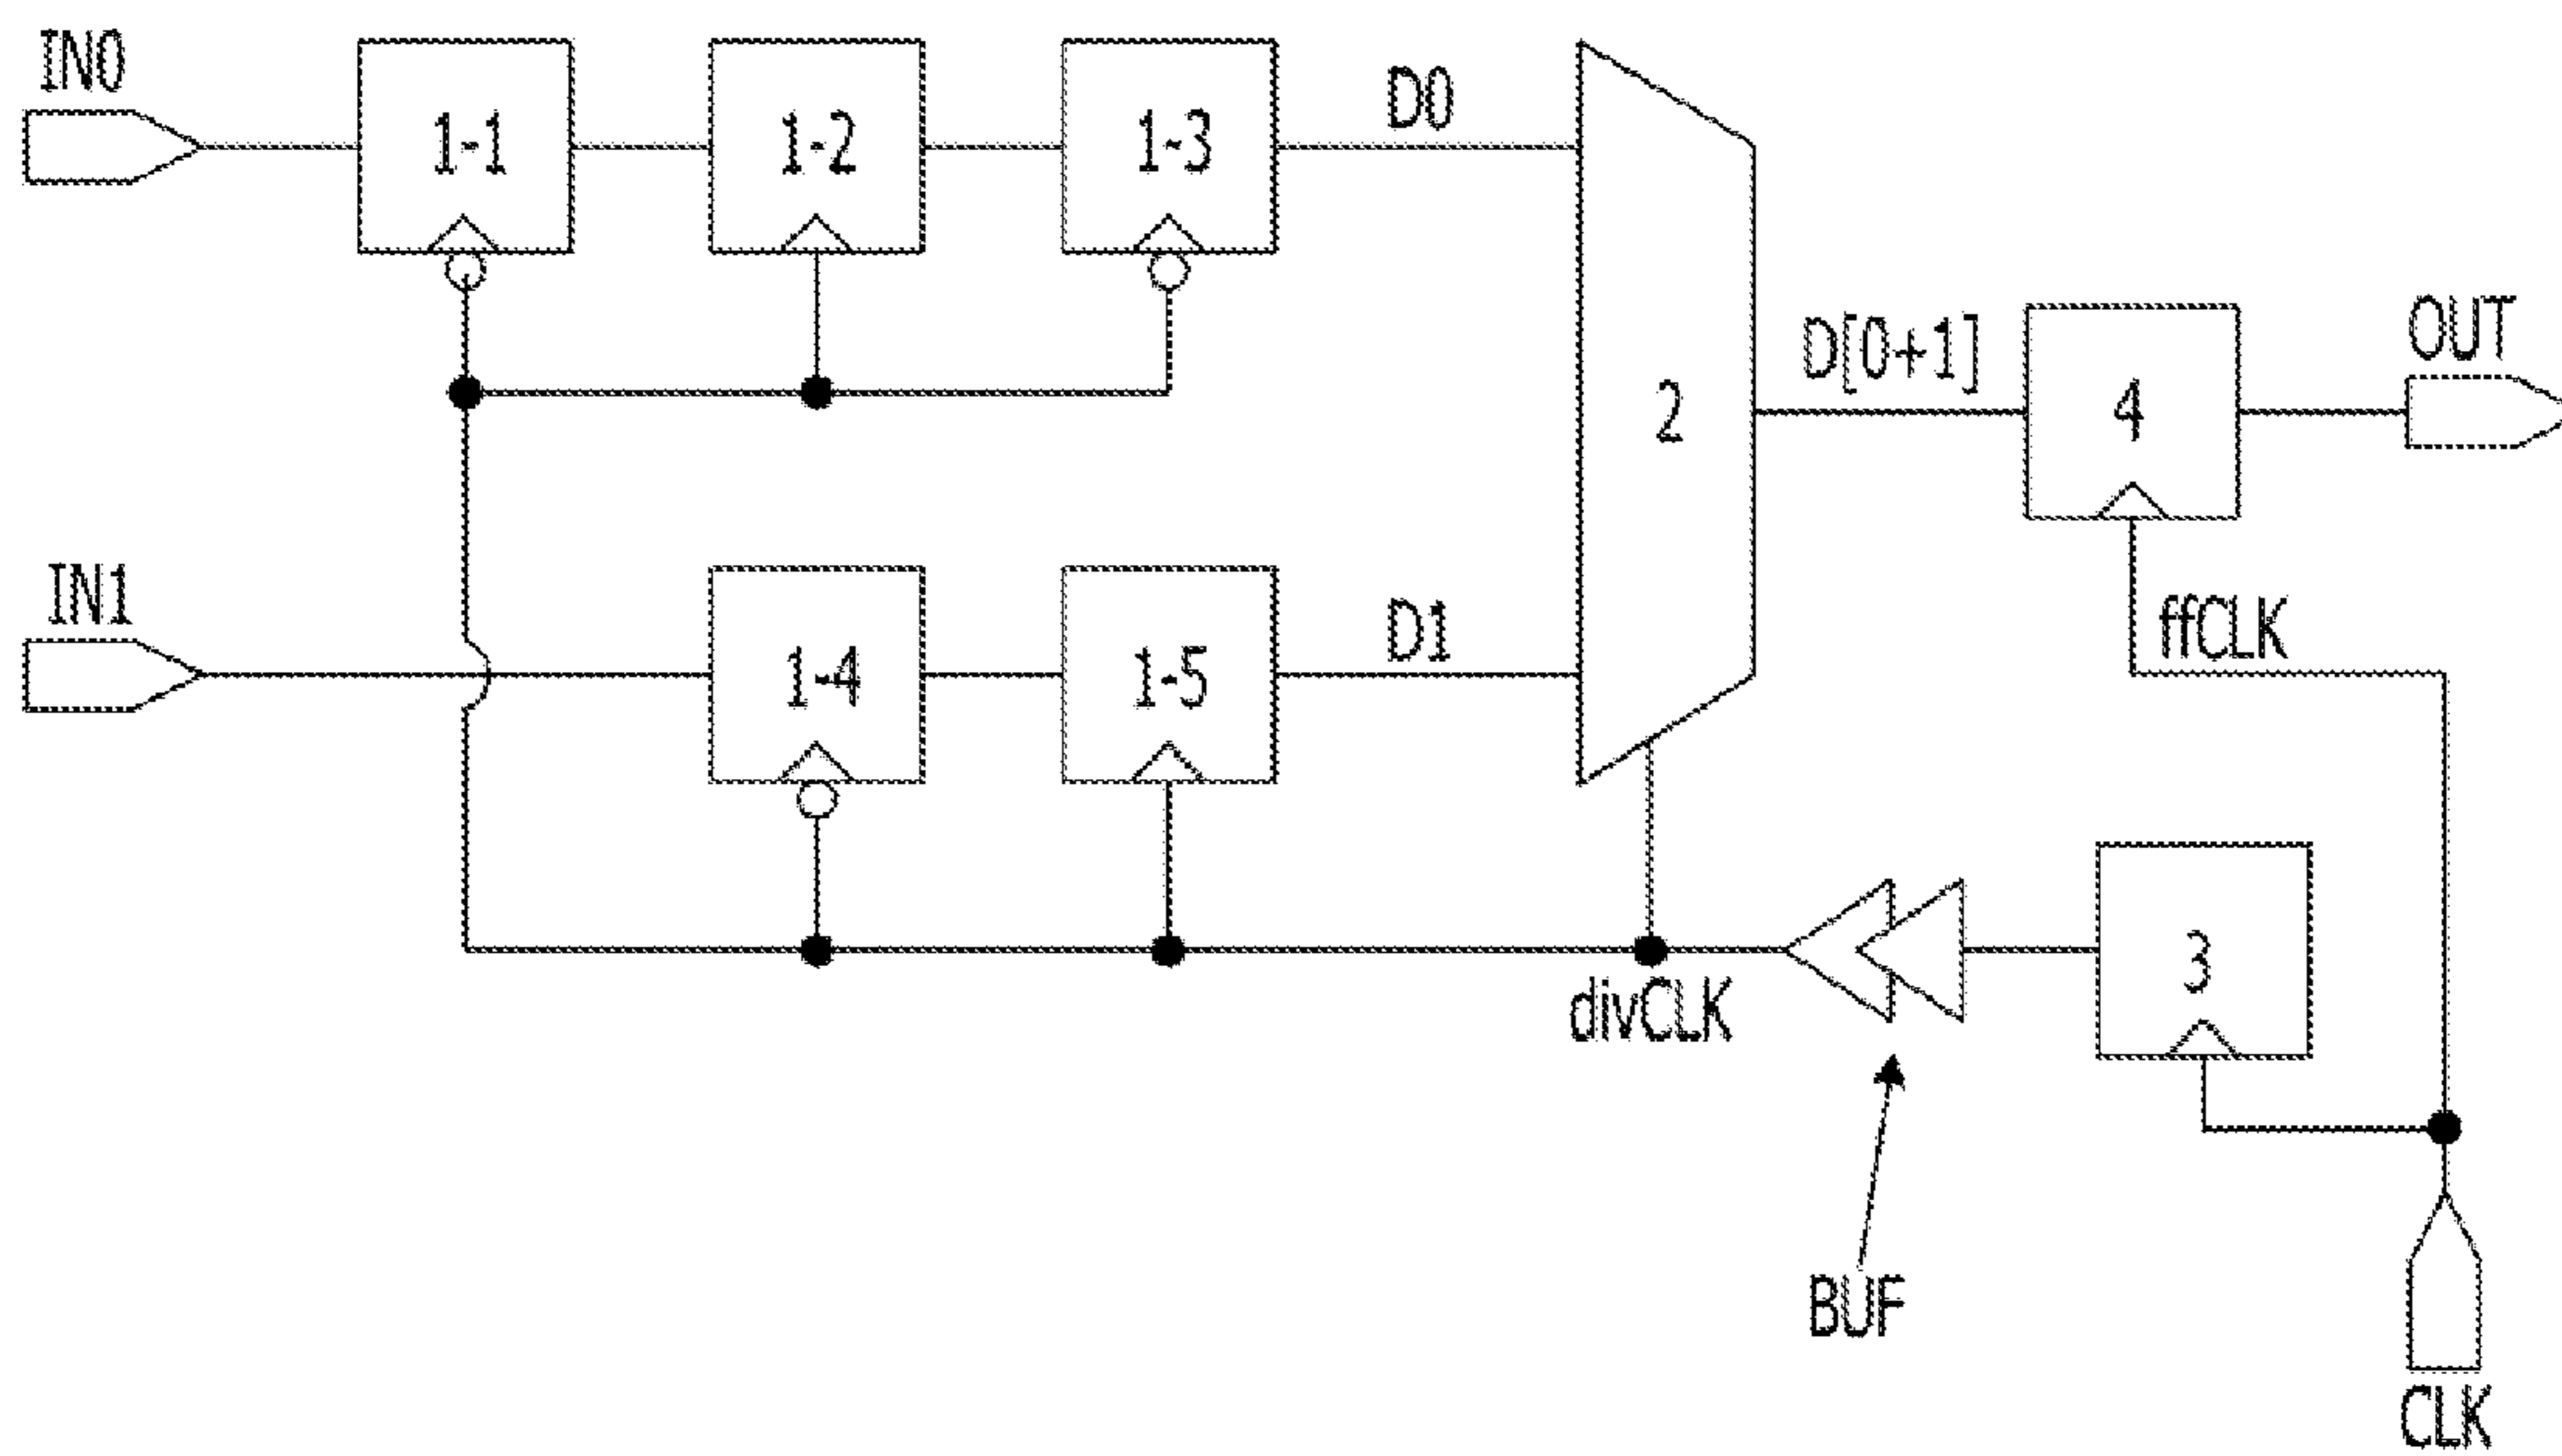 IN0
1-1
1-2
1-3
D0
2
D[0+1]
4
OUT
IN1
1-4
1-5
D1
ffCLK
divCLK
3
BUF
CLK